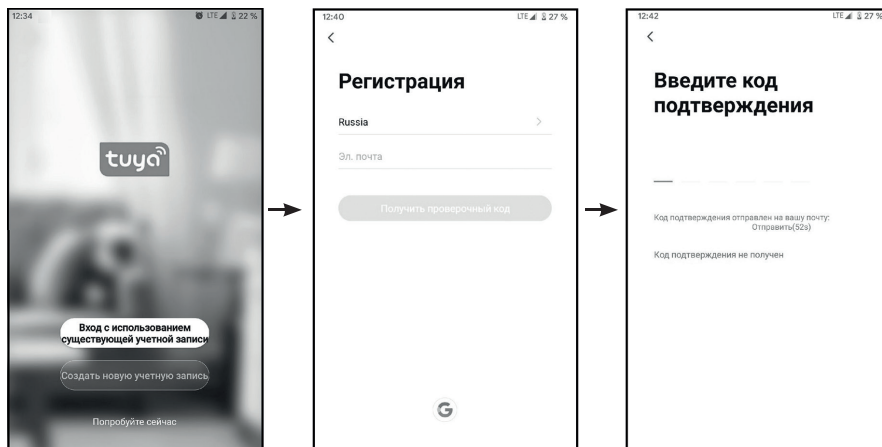 12:34 LTE 22 %
tuya
Вход с использованием
существующей учетной записи
Создать новую учетную запись
Попробуйте сейчас
12:40 LTE 27 %
Регистрация
Russia
Эл. почта
Получить проверочный код
G
12:42 LTE 27 %
Введите код
подтверждения
Код подтверждения отправлен на вашу почту:
Отправить(52s)
Код подтверждения не получен